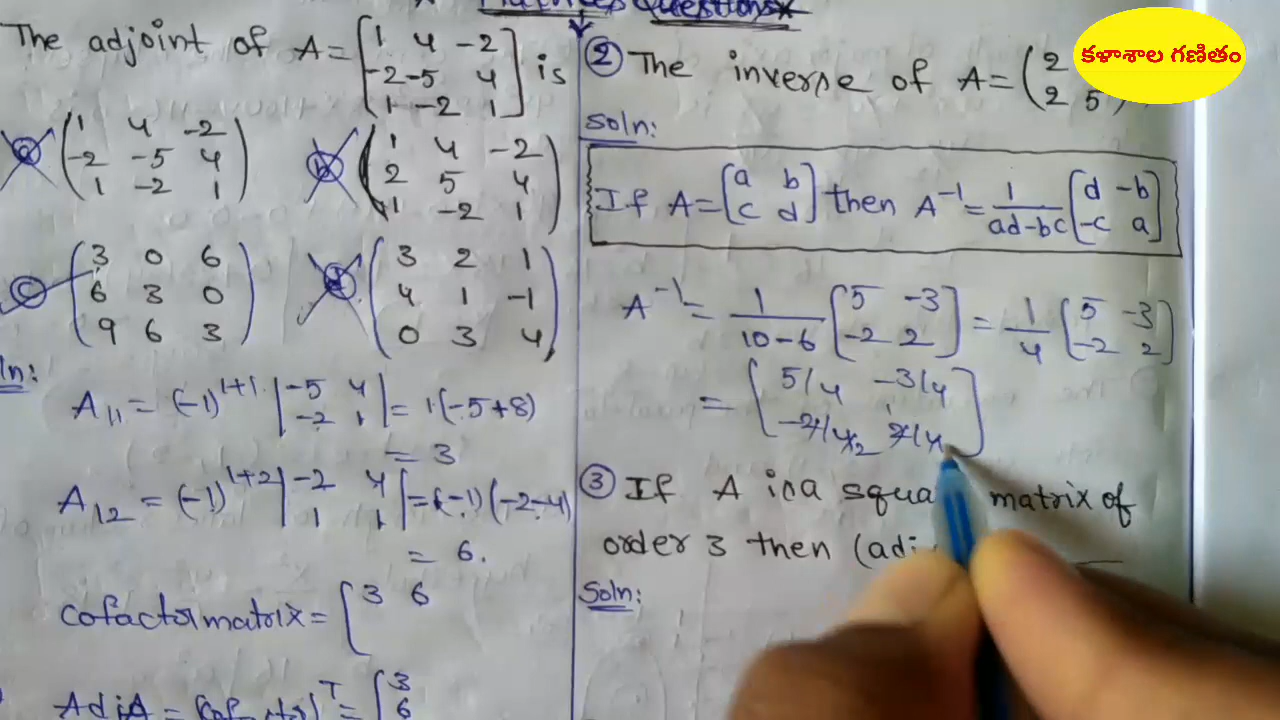 Matrices Questions
The adjoint of A = [1 4 -2
-2 -5 4
1 -2 1] is
(a) (1 4 -2
-2 -5 4
1 -2 1)
(b) (1 4 -2
2 5 4
1 -2 1)
(c) (3 0 6
6 3 0
9 6 3)
(d) (3 2 1
4 1 -1
0 3 4)
ln:
A11 = (-1)^1+1 |-5 4
-2 1| = 1(-5+8)
= 3
A12 = (-1)^1+2 |-2 4
1 1| = (-1)(-2-4)
= 6.
cofactor matrix = [3 6
AdjA = (cof T = [3
6
② The inverse of A = (2
2 5)
Soln:
If A = [a b
c d] then A^-1 = 1/ad-bc [d -b
-c a]
A^-1 = 1/10-6 [5 -3
-2 2] = 1/4 [5 -3
-2 2]
= [5/4 -3/4
-2/4 2 2/4]
③ If A is a squa matrix of
order 3 then (adj
Soln:
కళాశాల గణితం